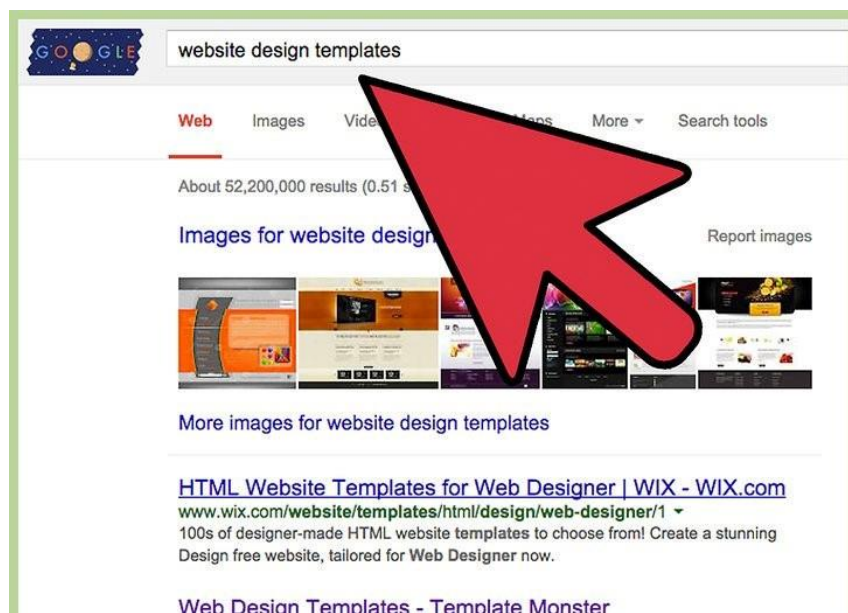 GOOGLE
website design templates
Web Images Maps More Search tools
About 52,200,000 results (0.51
Images for website design Report images
More images for website design templates
HTML Website Templates for Web Designer | WIX - WIX.com
www.wix.com/website/templates/html/design/web-designer/1
100s of designer-made HTML website templates to choose from! Create a stunning
Design free website, tailored for Web Designer now.
Web Design Templates - Template Monster